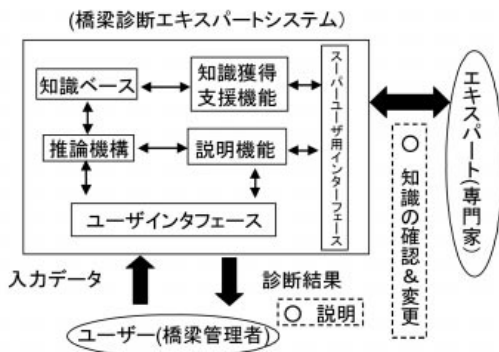 (橋梁診断エキスパートシステム)
知識ベース
知識獲得
支援機能
推論機構
説明機能
ユーザインタフェース
スーパーユーザ用インターフェース
エキスパート(専門家)
○ 知識の確認&変更
入力データ
診断結果
○ 説明
ユーザー(橋梁管理者)